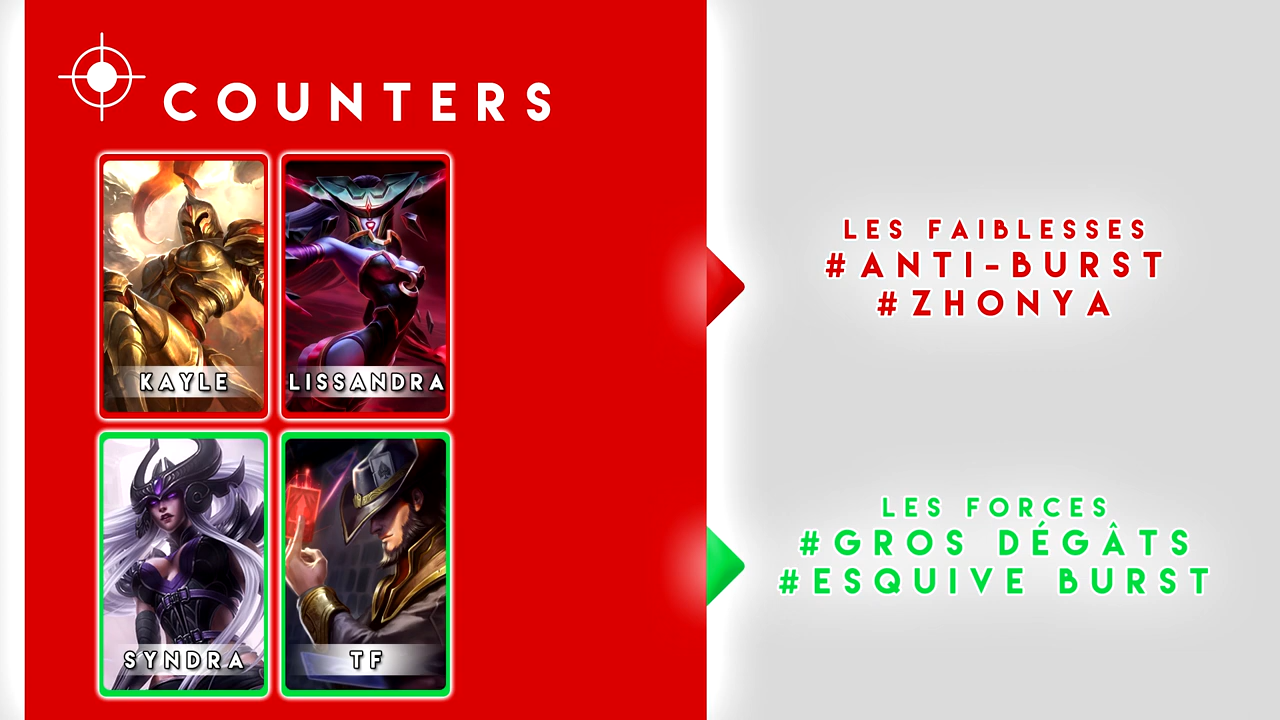 COUNTERS
KAYLE
LISSANDRA
LES FAIBLESSES
#ANTI-BURST
#ZHONYA
SYNDRA
TF
LES FORCES
#GROS DÉGÂTS
#ESQUIVE BURST